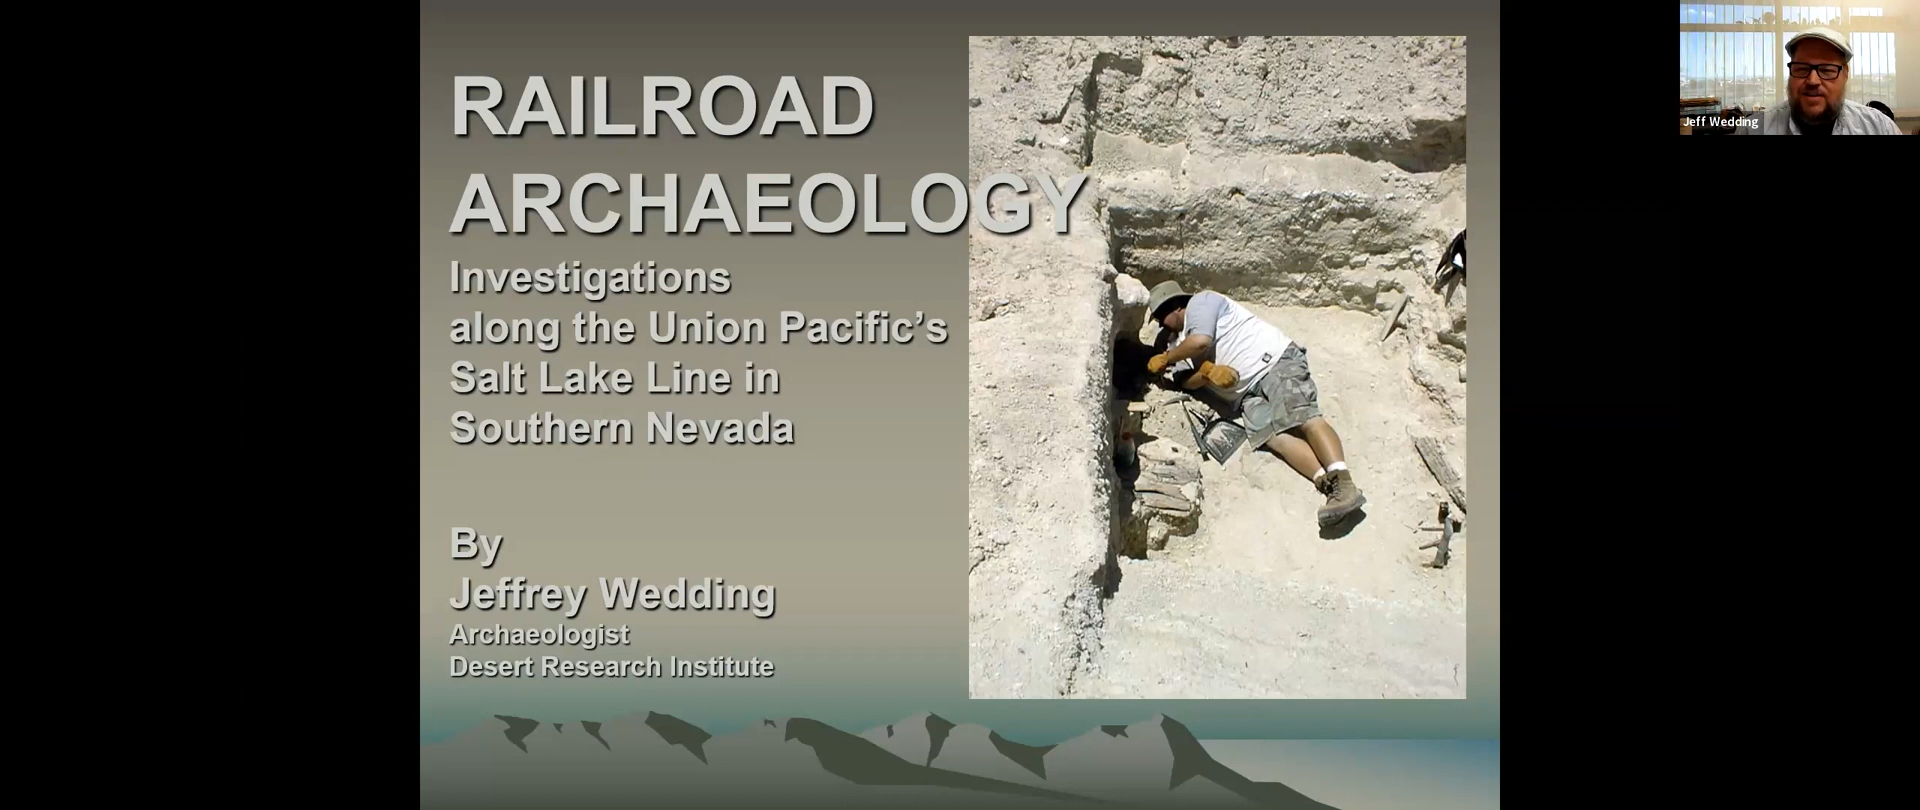 RAILROAD
ARCHAEOLOGY
Investigations
along the Union Pacific’s
Salt Lake Line in
Southern Nevada
By
Jeffrey Wedding
Archaeologist
Desert Research Institute
Jeff Wedding